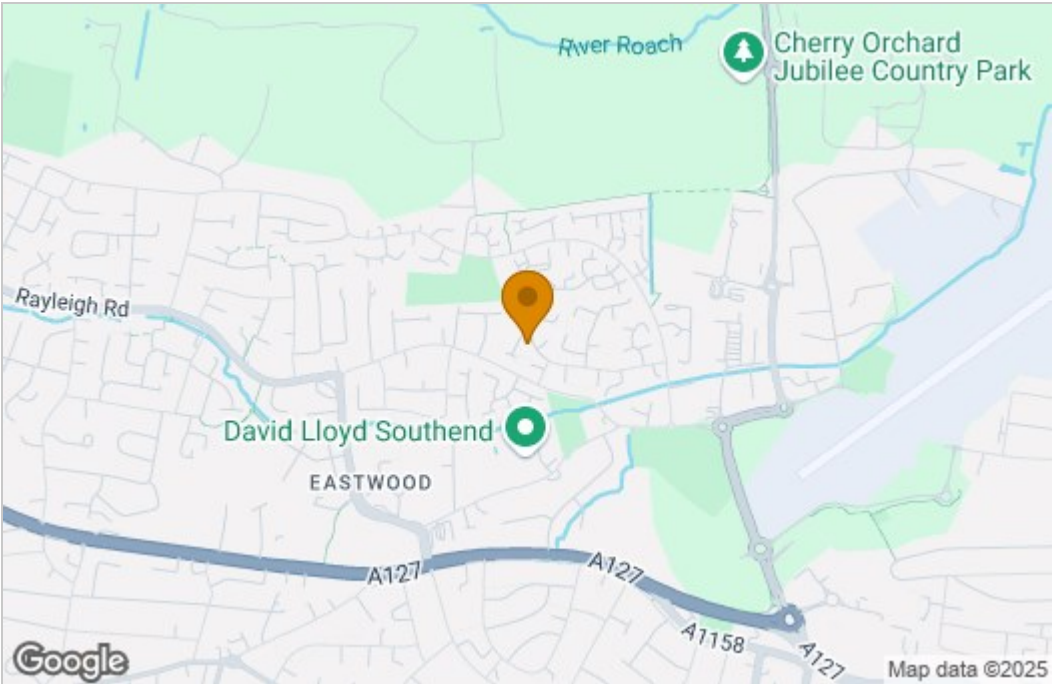 River Roach
Cherry Orchard
Jubilee Country Park
Rayleigh Rd
David Lloyd Southend
EASTWOOD
A127
A127
A1158
A127
Google
Map data ©2025